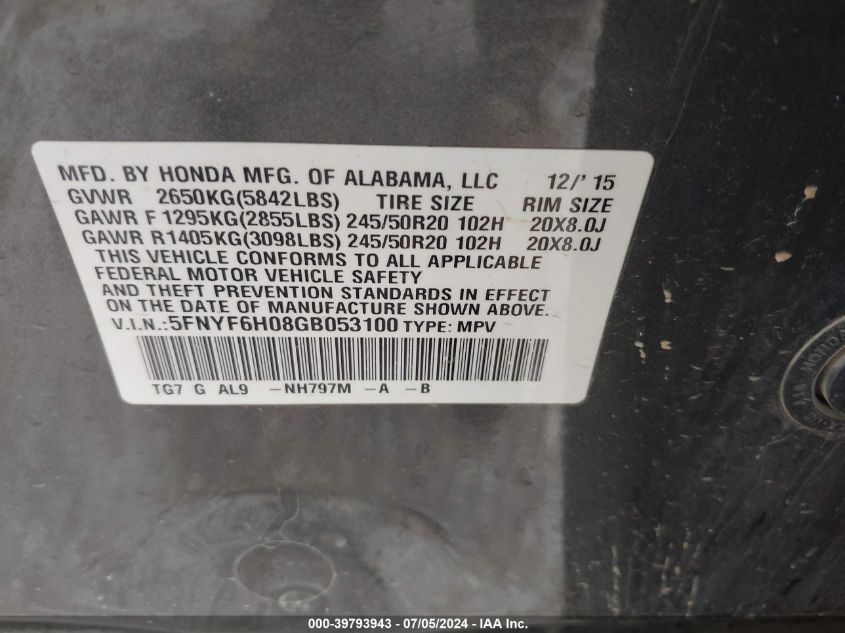 MFD. BY HONDA MFG. OF ALABAMA, LLC 12/' 15
GVWR 2650KG(5842LBS) TIRE SIZE RIM SIZE
GAWR F 1295KG(2855LBS) 245/50R20 102H 20X8.0J
GAWR R1405KG(3098LBS) 245/50R20 102H 20X8.0J
THIS VEHICLE CONFORMS TO ALL APPLICABLE
FEDERAL MOTOR VEHICLE SAFETY
AND THEFT PREVENTION STANDARDS IN EFFECT
ON THE DATE OF MANUFACTURE SHOWN ABOVE.
V.I.N.:5FNYF6H08GB053100 TYPE: MPV
TG7 G AL9 -NH797M -A -B
000-39793943 - 07/05/2024 - IAA Inc.